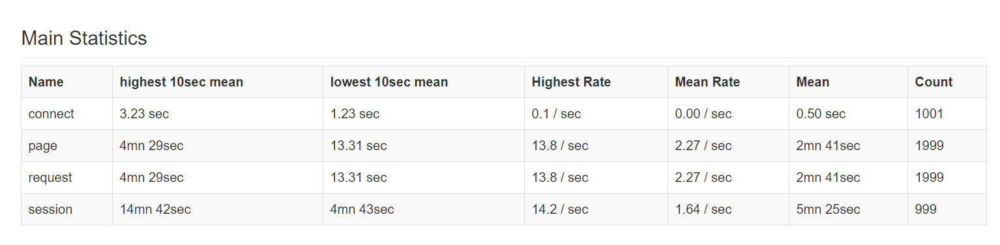 Main Statistics
Name highest 10sec mean lowest 10sec mean Highest Rate Mean Rate Mean Count
connect 3.23 sec 1.23 sec 0.1 / sec 0.00 / sec 0.50 sec 1001
page 4mn 29sec 13.31 sec 13.8 / sec 2.27 / sec 2mn 41sec 1999
request 4mn 29sec 13.31 sec 13.8 / sec 2.27 / sec 2mn 41sec 1999
session 14mn 42sec 4mn 43sec 14.2 / sec 1.64 / sec 5mn 25sec 999